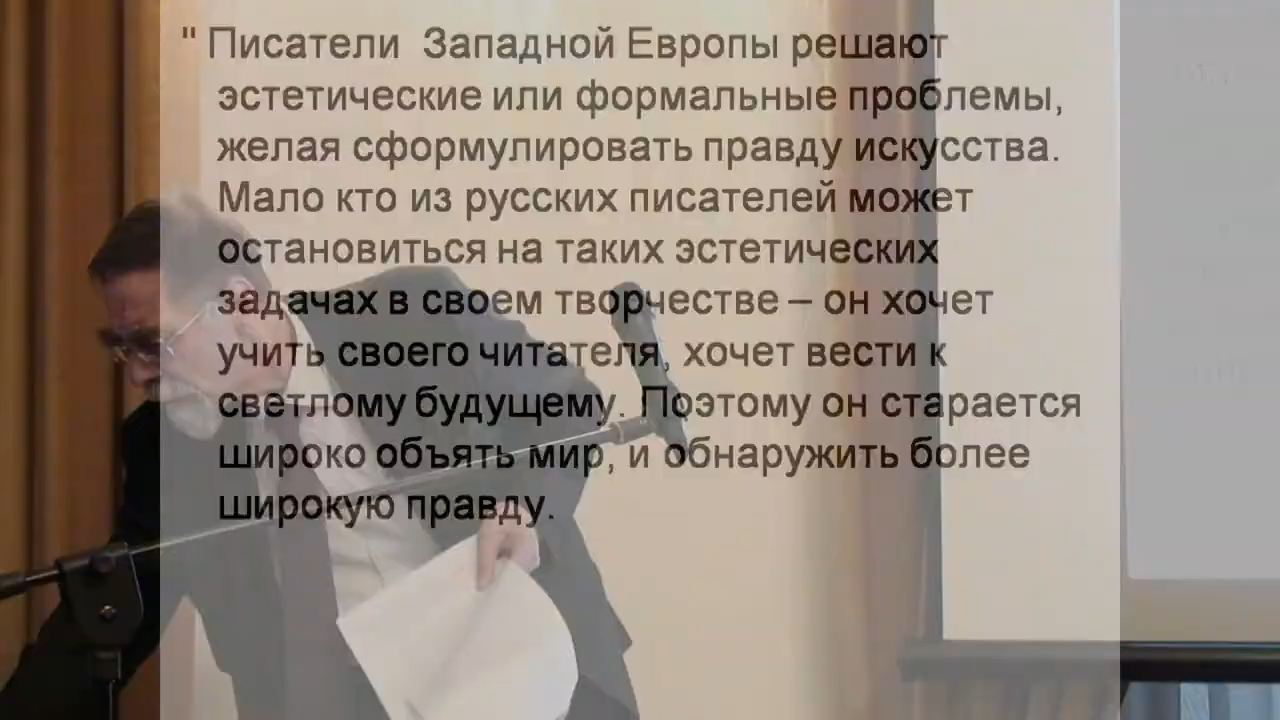 " Писатели Западной Европы решают
эстетические или формальные проблемы,
желая сформулировать правду искусства.
Мало кто из русских писателей может
остановиться на таких эстетических
задачах в своем творчестве – он хочет
учить своего читателя, хочет вести к
светлому будущему. Поэтому он старается
широко объять мир, и обнаружить более
широкую правду.